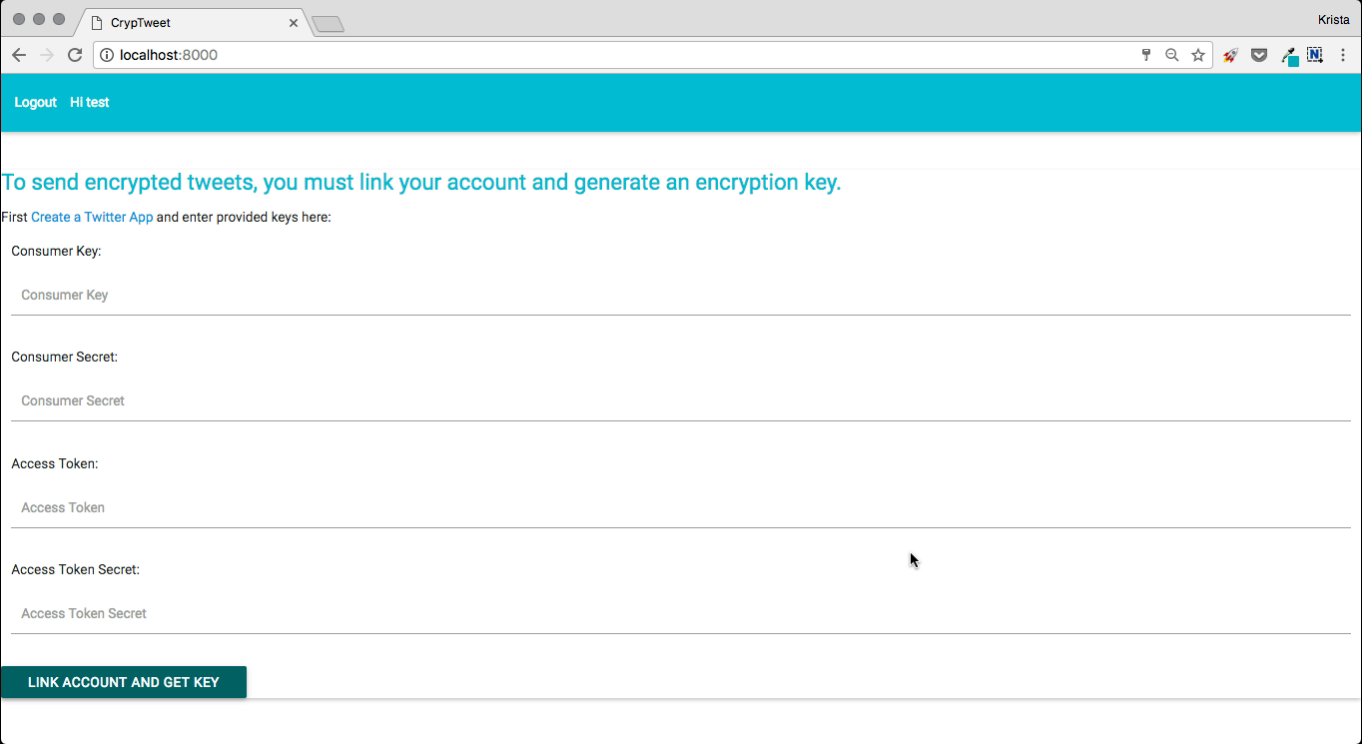 CrypTweet
Krista
localhost:8000
N
Logout Hi test
To send encrypted tweets, you must link your account and generate an encryption key.
First Create a Twitter App and enter provided keys here:
Consumer Key:
Consumer Key
Consumer Secret:
Consumer Secret
Access Token:
Access Token
Access Token Secret:
Access Token Secret
LINK ACCOUNT AND GET KEY